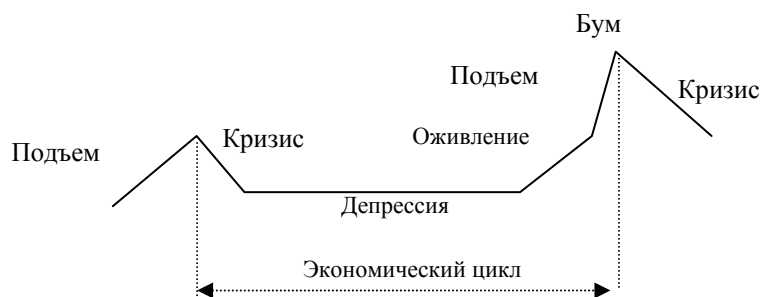 Бум
Подъем
Кризис
Подъем
Кризис
Оживление
Депрессия
Экономический цикл